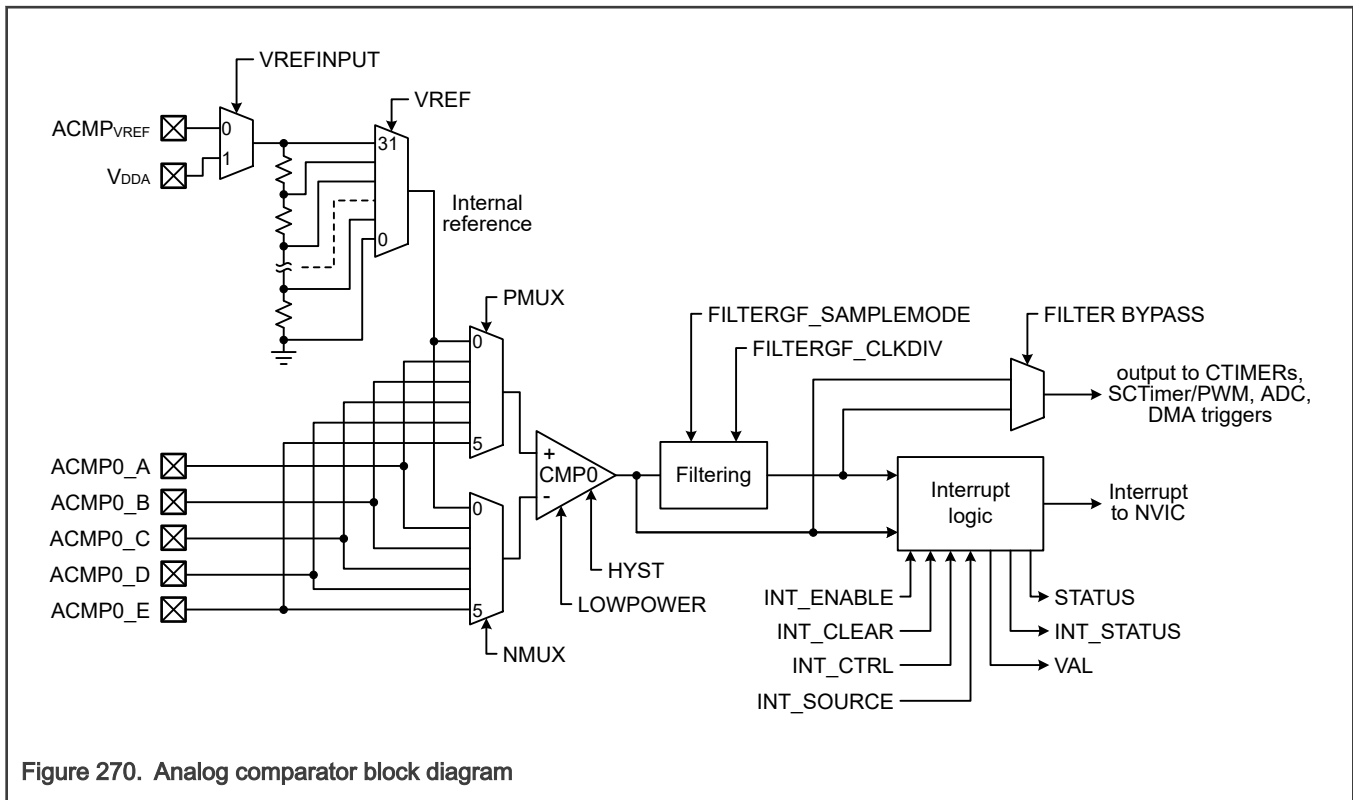 VREFINPUT
VREF
ACMPVREF
0
31
VDDA
1
Internal
reference
0
PMUX
FILTERGF_SAMPLEMODE
FILTER BYPASS
0
FILTERGF_CLKDIV
output to CTIMERs,
SCTimer/PWM, ADC,
DMA triggers
5
+
ACMP0_A
CMP0
Filtering
-
ACMP0_B
0
Interrupt
logic
Interrupt
to NVIC
ACMP0_C
HYST
ACMP0_D
LOWPOWER
INT_ENABLE
STATUS
ACMP0_E
5
INT_CLEAR
INT_STATUS
NMUX
INT_CTRL
VAL
INT_SOURCE
Figure 270. Analog comparator block diagram